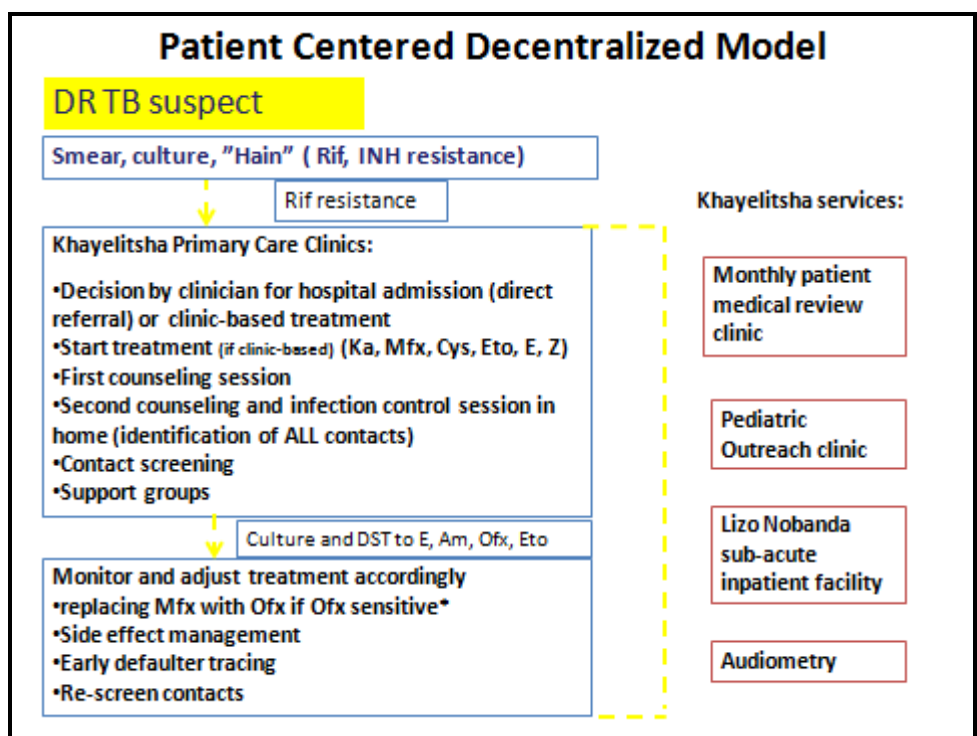 Patient Centered Decentralized Model
DR TB suspect
Smear, culture, ”Hain” ( Rif, INH resistance)
Rif resistance
Khayelitsha Primary Care Clinics:
•Decision by clinician for hospital admission (direct
referral) or clinic-based treatment
•Start treatment (if clinic-based) (Ka, Mfx, Cys, Eto, E, Z)
•First counseling session
•Second counseling and infection control session in
home (identification of ALL contacts)
•Contact screening
•Support groups
Culture and DST to E, Am, Ofx, Eto
Monitor and adjust treatment accordingly
•replacing Mfx with Ofx if Ofx sensitive*
•Side effect management
•Early defaulter tracing
•Re-screen contacts
Khayelitsha services:
Monthly patient
medical review
clinic
Pediatric
Outreach clinic
Lizo Nobanda
sub-acute
inpatient facility
Audiometry